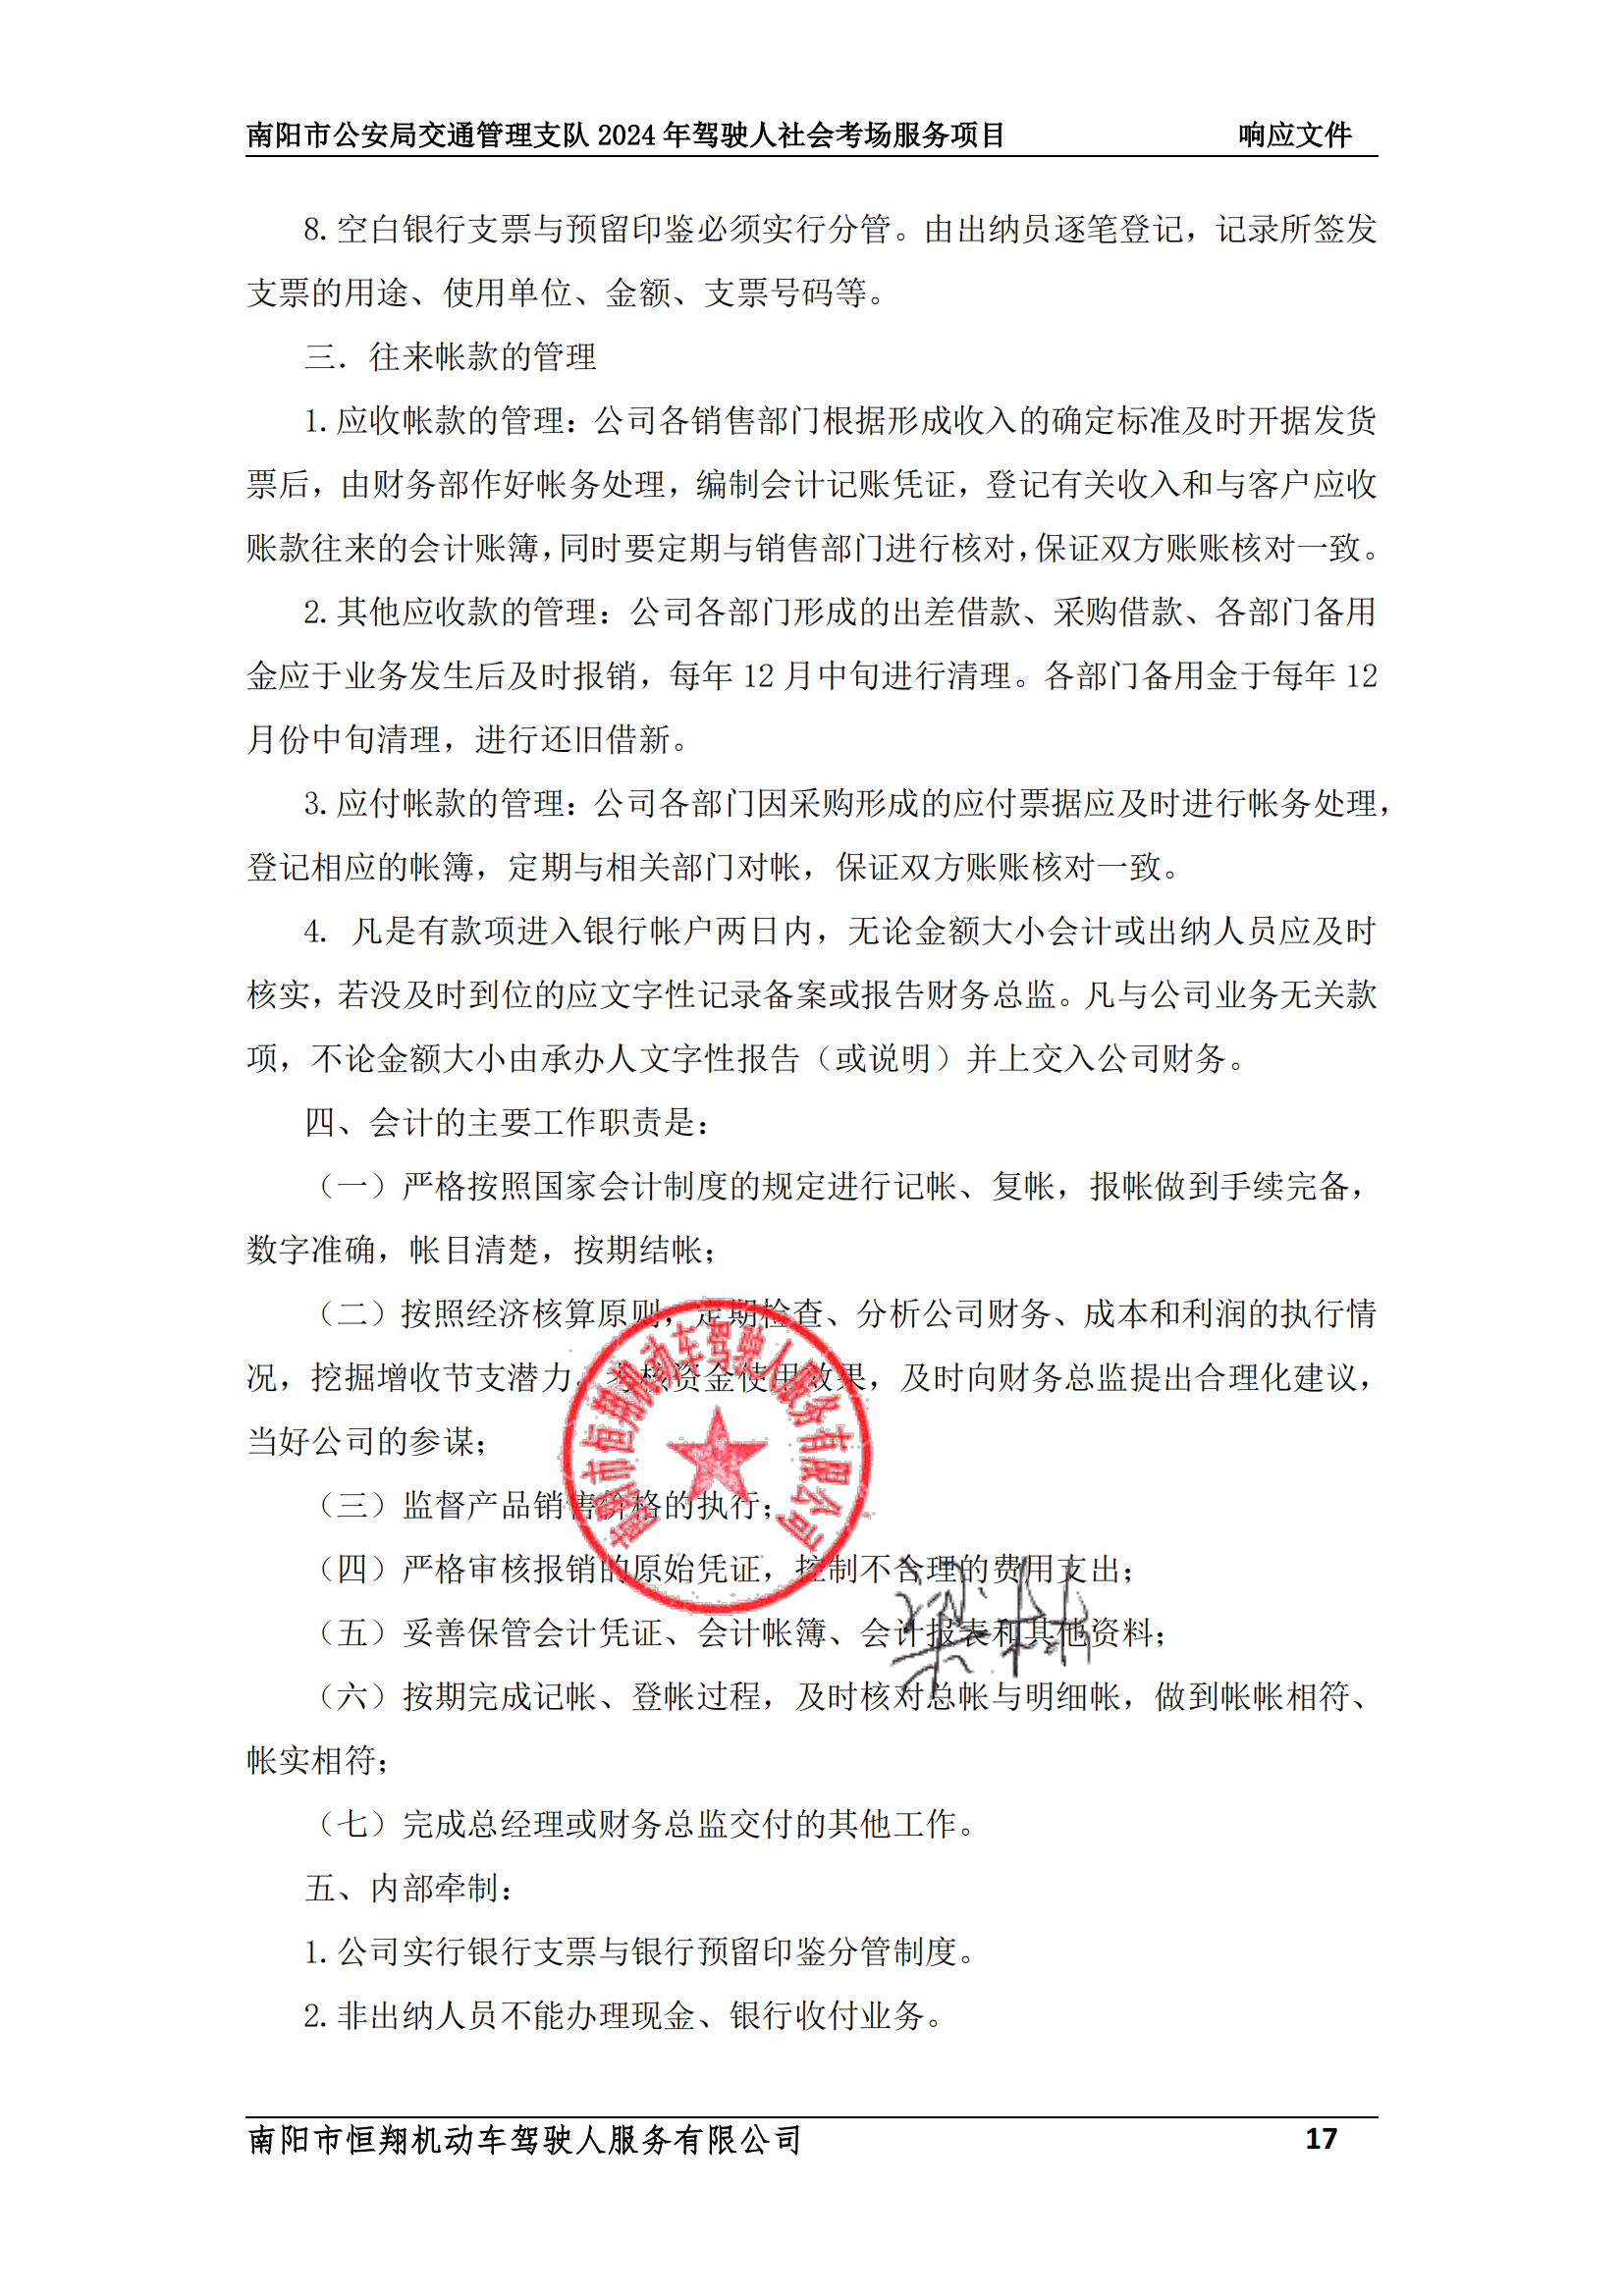 南阳市公安局交通管理支队 2024 年驾驶人社会考场服务项目 响应文件
8.空白银行支票与预留印鉴必须实行分管。由出纳员逐笔登记，记录所签发
支票的用途、使用单位、金额、支票号码等。
三．往来帐款的管理
1.应收帐款的管理：公司各销售部门根据形成收入的确定标准及时开据发货
票后，由财务部作好帐务处理，编制会计记账凭证，登记有关收入和与客户应收
账款往来的会计账簿，同时要定期与销售部门进行核对，保证双方账账核对一致。
2.其他应收款的管理：公司各部门形成的出差借款、采购借款、各部门备用
金应于业务发生后及时报销，每年 12 月中旬进行清理。各部门备用金于每年 12
月份中旬清理，进行还旧借新。
3.应付帐款的管理：公司各部门因采购形成的应付票据应及时进行帐务处理，
登记相应的帐簿，定期与相关部门对帐，保证双方账账核对一致。
4. 凡是有款项进入银行帐户两日内，无论金额大小会计或出纳人员应及时
核实，若没及时到位的应文字性记录备案或报告财务总监。凡与公司业务无关款
项，不论金额大小由承办人文字性报告（或说明）并上交入公司财务。
四、会计的主要工作职责是：
（一）严格按照国家会计制度的规定进行记帐、复帐，报帐做到手续完备，
数字准确，帐目清楚，按期结帐；
（二）按照经济核算原则，定期检查、分析公司财务、成本和利润的执行情
况，挖掘增收节支潜力，考核资金使用效果，及时向财务总监提出合理化建议，
当好公司的参谋；
（三）监督产品销售价格的执行；
（四）严格审核报销的原始凭证，控制不合理的费用支出；
（五）妥善保管会计凭证、会计帐簿、会计报表和其他资料；
（六）按期完成记帐、登帐过程，及时核对总帐与明细帐，做到帐帐相符、
帐实相符；
（七）完成总经理或财务总监交付的其他工作。
五、内部牵制：
1.公司实行银行支票与银行预留印鉴分管制度。
2.非出纳人员不能办理现金、银行收付业务。
南阳市恒翔机动车驾驶人服务有限公司
南阳市恒翔机动车驾驶人服务有限公司 17